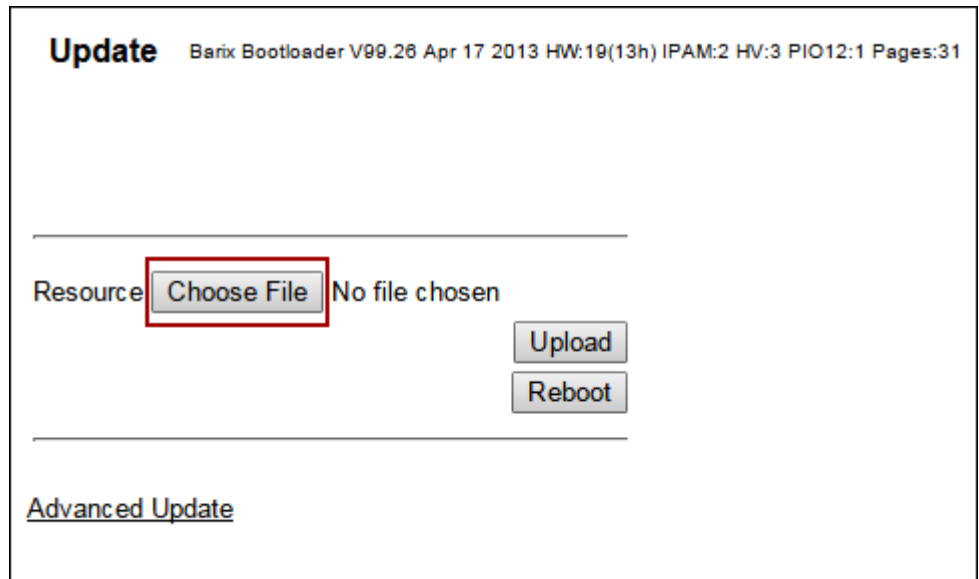 Update Barix Bootloader V99.26 Apr 17 2013 HW:19(13h) IPAM:2 HV:3 PIO12:1 Pages:31
Resource Choose File No file chosen
Upload
Reboot
Advanced Update